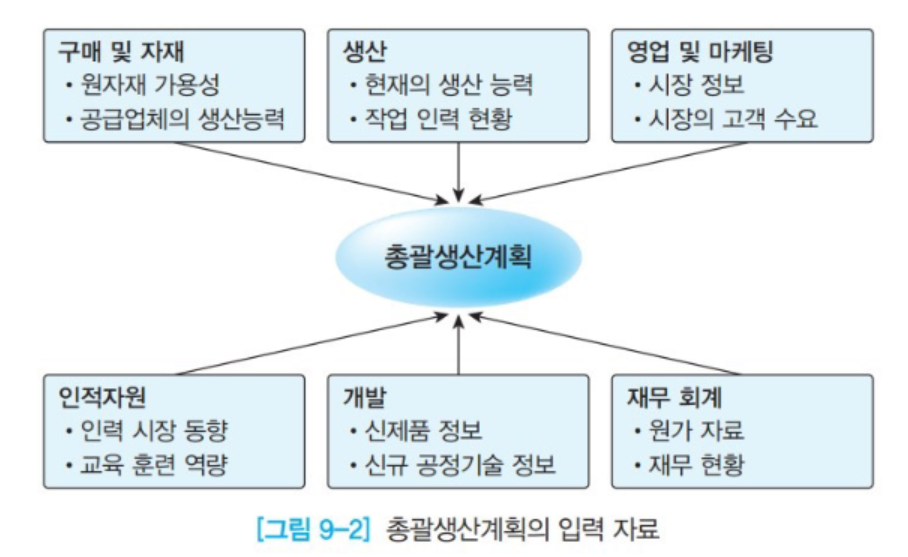 구매 및 자재
• 원자재 가용성
• 공급업체의 생산능력
생산
• 현재의 생산 능력
• 작업 인력 현황
영업 및 마케팅
• 시장 정보
• 시장의 고객 수요
총괄생산계획
인적자원
• 인력 시장 동향
• 교육 훈련 역량
개발
• 신제품 정보
• 신규 공정기술 정보
재무 회계
• 원가 자료
• 재무 현황
[그림 9-2] 총괄생산계획의 입력 자료